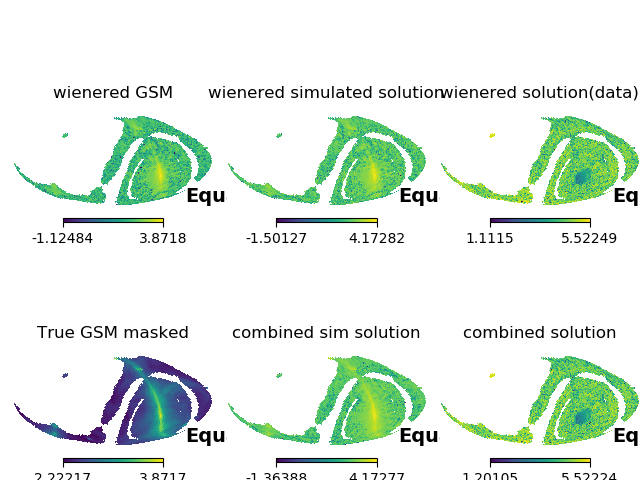 wienered GSM
wienered simulated solution
wienered solution(data)
Equ
Equ
Eq
-1.12484
3.8718
-1.50127
4.17282
1.1115
5.52249
True GSM masked
combined sim solution
combined solution
Equ
Equ
Eq
2.22217
3.8717
-1.36388
4.17277
1.20105
5.52224